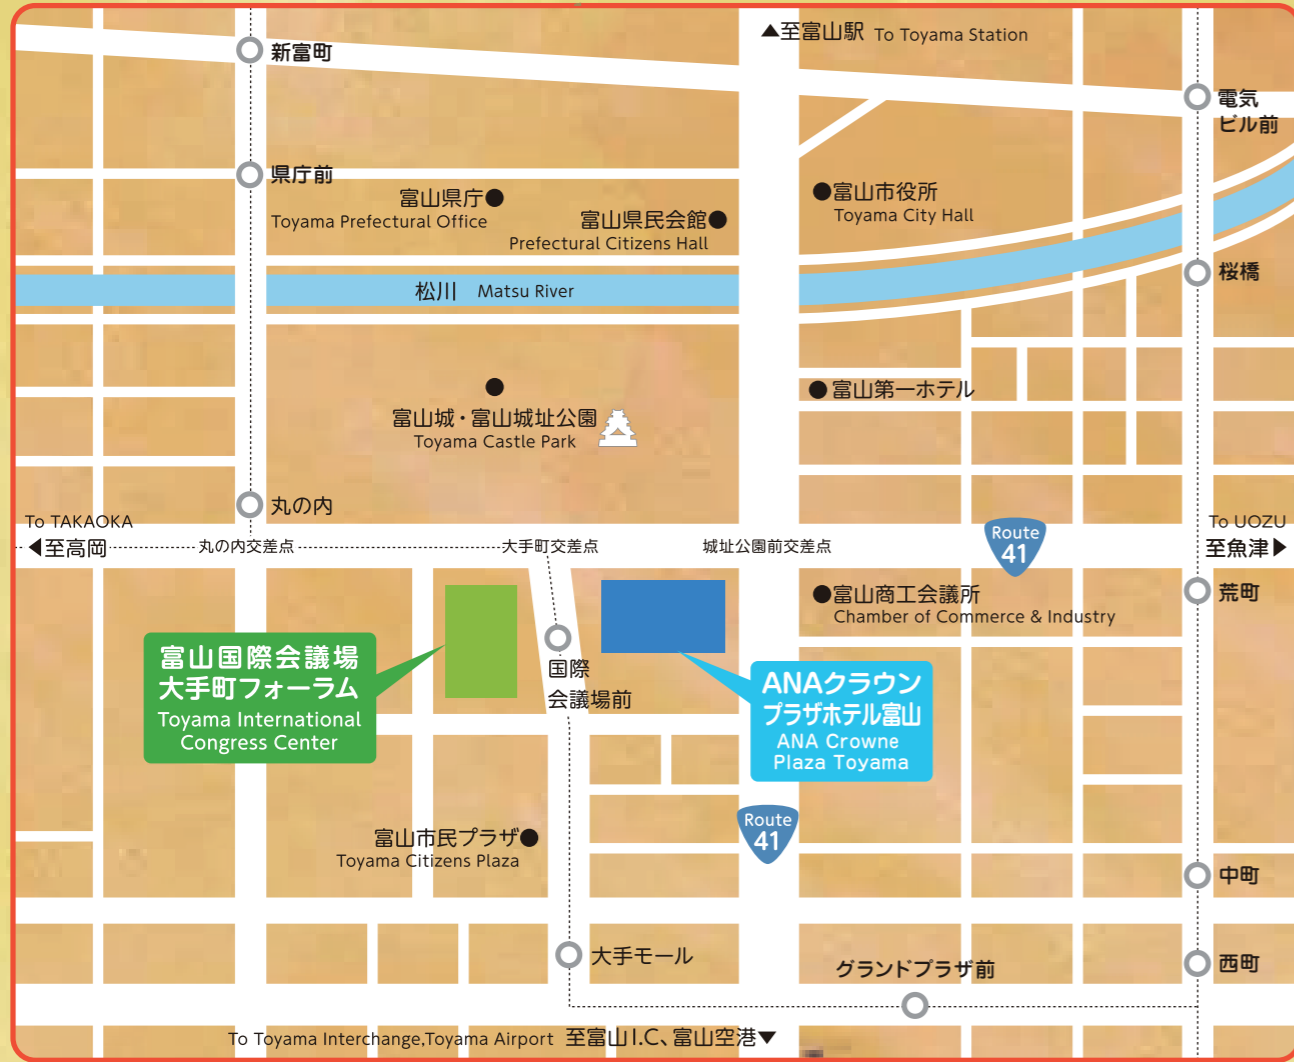 ▲至富山駅 To Toyama Station
新富町
電気
ビル前
県庁前
富山県庁●
Toyama Prefectural Office
富山県民会館●
Prefectural Citizens Hall
●富山市役所
Toyama City Hall
桜橋
松川 Matsu River
●富山第一ホテル
富山城・富山城址公園
Toyama Castle Park
丸の内
To TAKAOKA
◀至高岡
丸の内交差点
大手町交差点
城址公園前交差点
Route
41
To UOZU
至魚津▶
荒町
●富山商工会議所
Chamber of Commerce & Industry
富山国際会議場
大手町フォーラム
Toyama International
Congress Center
国際
会議場前
ANAクラウン
プラザホテル富山
ANA Crowne
Plaza Toyama
Route
41
富山市民プラザ●
Toyama Citizens Plaza
中町
大手モール
グランドプラザ前
西町
To Toyama Interchange,Toyama Airport 至富山I.C、富山空港▼